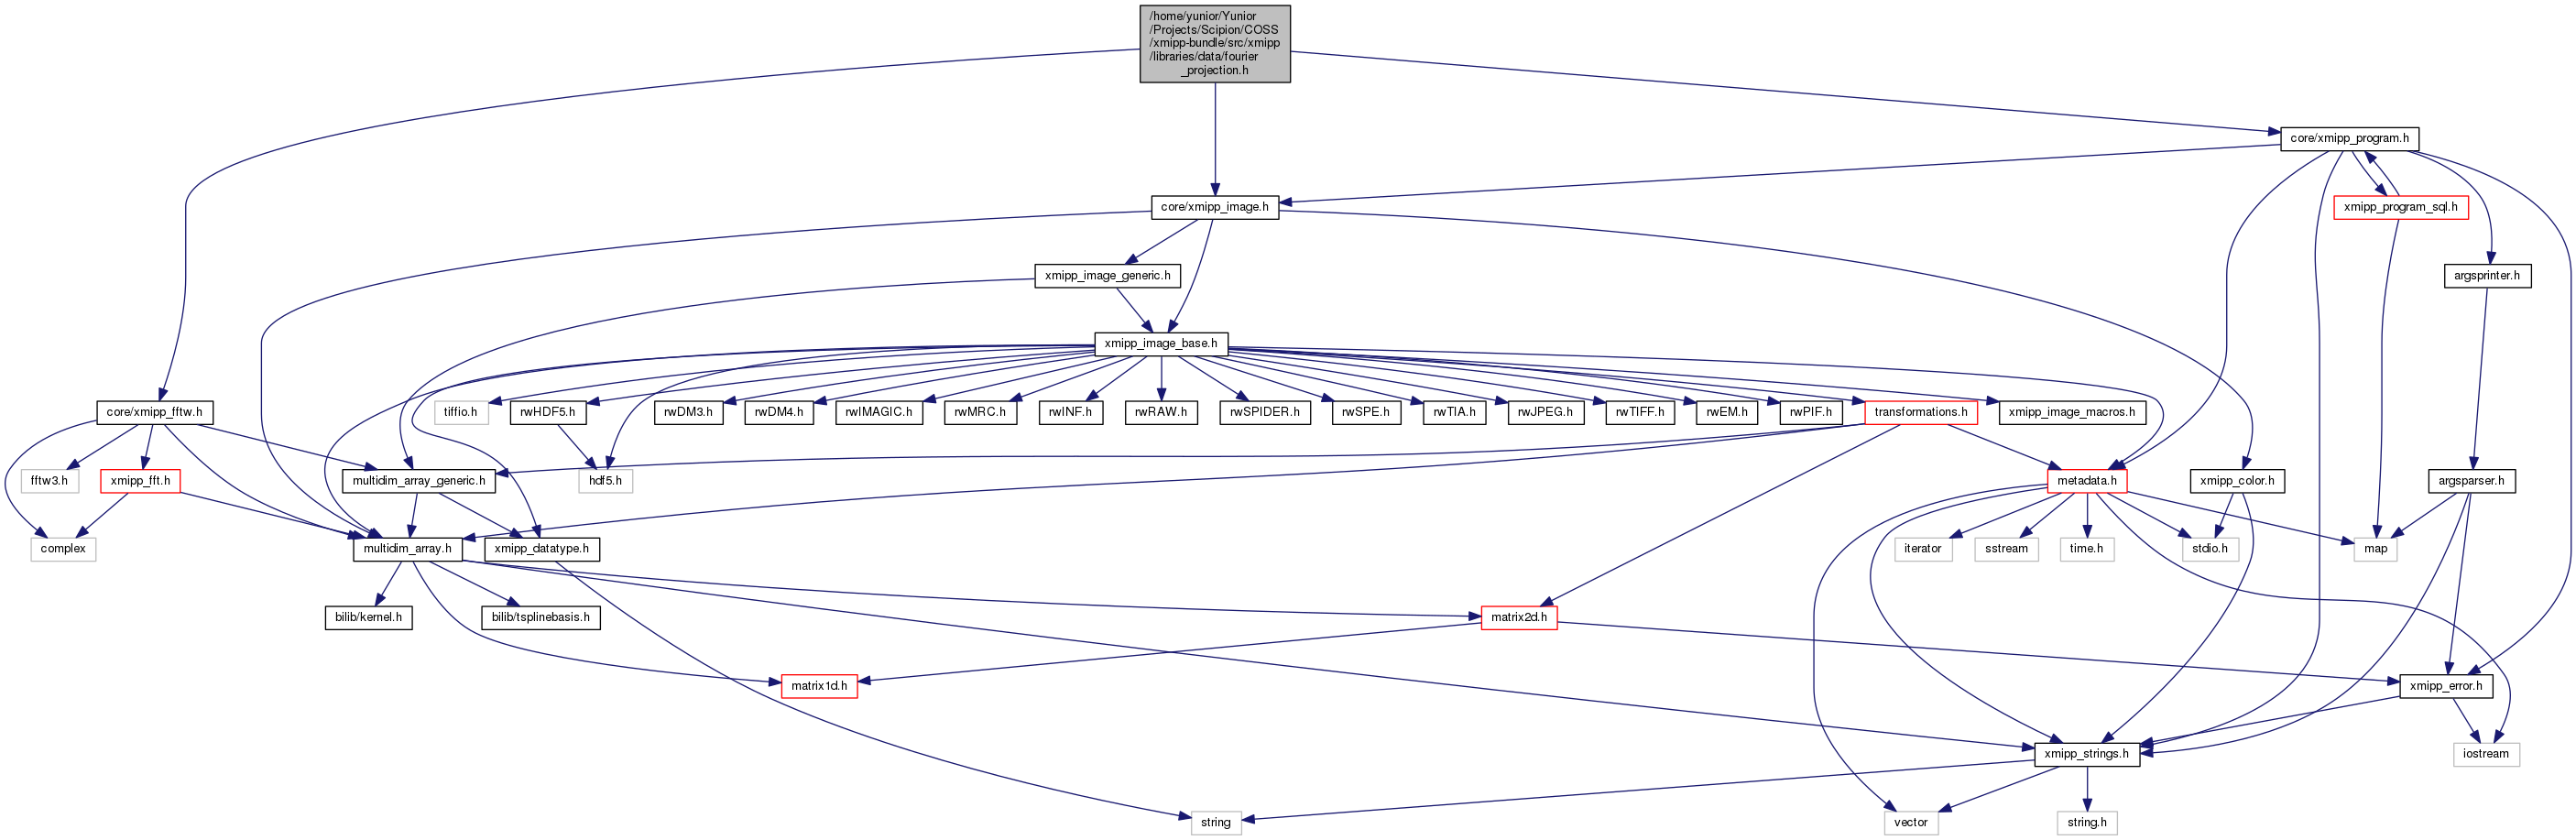 /home/yunior/Yunior
/Projects/Scipion/COSS
/xmipp-bundle/src/xmipp
/libraries/data/fourier
_projection.h
core/xmipp_program.h
core/xmipp_image.h
xmipp_program_sql.h
xmipp_image_generic.h
argsprinter.h
xmipp_image_base.h
core/xmipp_fftw.h
tiffio.h
rwHDF5.h
rwDM3.h
rwDM4.h
rwIMAGIC.h
rwMRC.h
rwINF.h
rwRAW.h
rwSPIDER.h
rwSPE.h
rwTIA.h
rwJPEG.h
rwTIFF.h
rwEM.h
rwPIF.h
transformations.h
xmipp_image_macros.h
fftw3.h
xmipp_fft.h
multidim_array_generic.h
hdf5.h
metadata.h
xmipp_color.h
argsparser.h
complex
multidim_array.h
xmipp_datatype.h
iterator
sstream
time.h
stdio.h
map
bilib/kernel.h
bilib/tsplinebasis.h
matrix2d.h
matrix1d.h
xmipp_error.h
xmipp_strings.h
iostream
string
vector
string.h